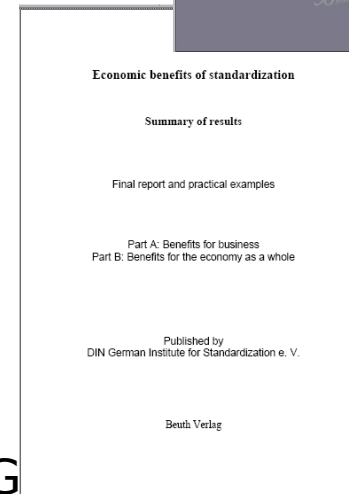 Economic benefits of standardization
Summary of results
Final report and practical examples
Part A: Benefits for business
Part B: Benefits for the economy as a whole
Published by
DIN German Institute for Standardization e. V.
Beuth Verlag
G